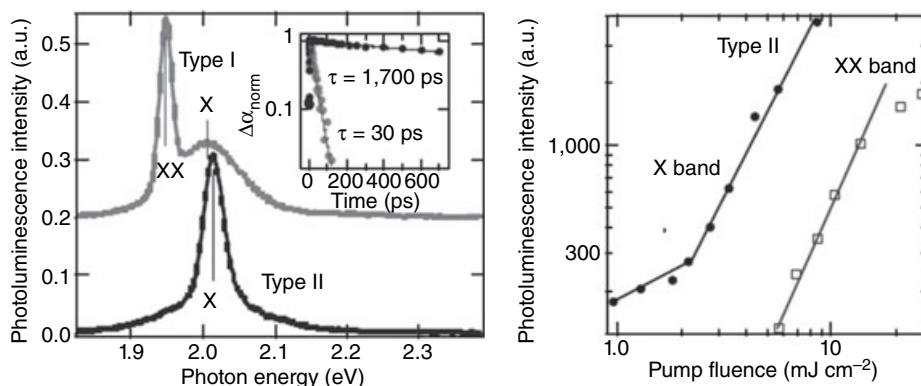 Photoluminescence intensity (a.u.)
0.5
0.4
0.3
0.2
0.1
0.0
Type I
X
XX
Type II
X
1.9 2.0 2.1 2.2 2.3
Photon energy (eV)
Δαnorm
1
0.1
τ = 1,700 ps
τ = 30 ps
0 200 400 600
Time (ps)
Photoluminescence intensity (a.u.)
1,000
300
Type II
XX band
X band
1.0 10
Pump fluence (mJ cm⁻²)